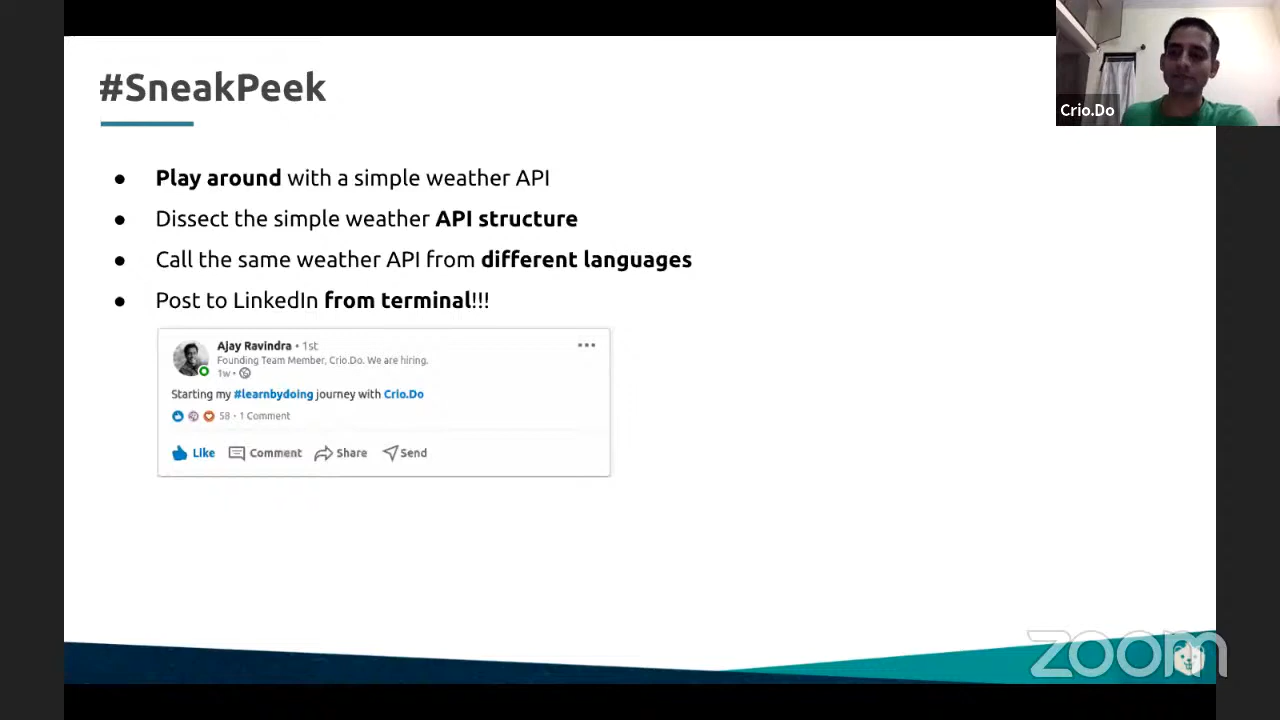 #SneakPeek
Crio.Do
● Play around with a simple weather API
● Dissect the simple weather API structure
● Call the same weather API from different languages
● Post to LinkedIn from terminal!!!
Ajay Ravindra • 1st
Founding Team Member, Crio.Do. We are hiring.
1w •
Starting my #learnbydoing journey with Crio.Do
58 • 1 Comment
Like Comment Share Send
zoom